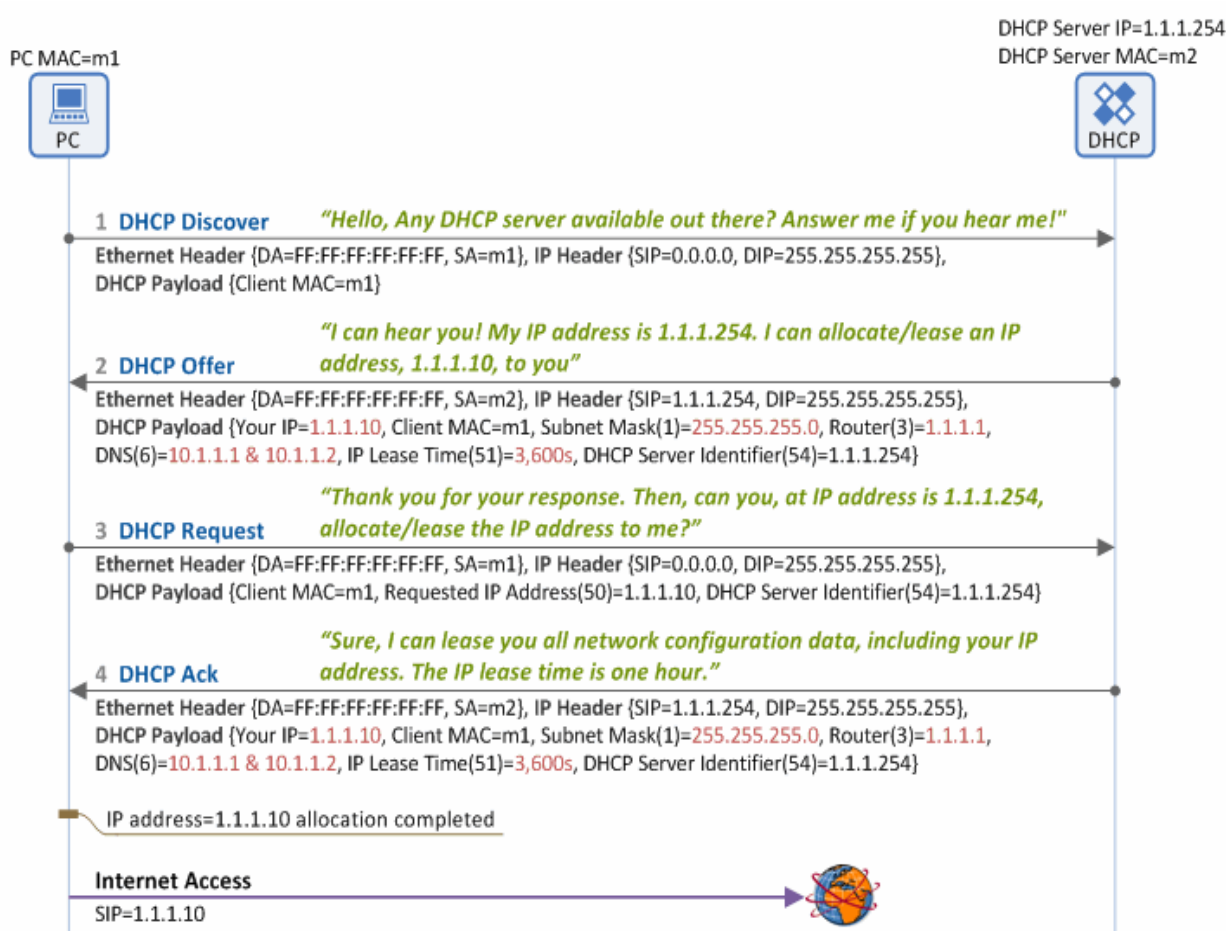 DHCP Server IP=1.1.1.254
PC MAC=m1
DHCP Server MAC=m2
PC
DHCP
1 DHCP Discover “Hello, Any DHCP server available out there? Answer me if you hear me!"
Ethernet Header {DA=FF:FF:FF:FF:FF:FF, SA=m1}, IP Header {SIP=0.0.0.0, DIP=255.255.255.255},
DHCP Payload {Client MAC=m1}
“I can hear you! My IP address is 1.1.1.254. I can allocate/lease an IP
2 DHCP Offer address, 1.1.1.10, to you”
Ethernet Header {DA=FF:FF:FF:FF:FF:FF, SA=m2}, IP Header {SIP=1.1.1.254, DIP=255.255.255.255},
DHCP Payload {Your IP=1.1.1.10, Client MAC=m1, Subnet Mask(1)=255.255.255.0, Router(3)=1.1.1.1,
DNS(6)=10.1.1.1 & 10.1.1.2, IP Lease Time(51)=3,600s, DHCP Server Identifier(54)=1.1.1.254}
“Thank you for your response. Then, can you, at IP address is 1.1.1.254,
3 DHCP Request allocate/lease the IP address to me?”
Ethernet Header {DA=FF:FF:FF:FF:FF:FF, SA=m1}, IP Header {SIP=0.0.0.0, DIP=255.255.255.255},
DHCP Payload {Client MAC=m1, Requested IP Address(50)=1.1.1.10, DHCP Server Identifier(54)=1.1.1.254}
“Sure, I can lease you all network configuration data, including your IP
4 DHCP Ack address. The IP lease time is one hour.”
Ethernet Header {DA=FF:FF:FF:FF:FF:FF, SA=m2}, IP Header {SIP=1.1.1.254, DIP=255.255.255.255},
DHCP Payload {Your IP=1.1.1.10, Client MAC=m1, Subnet Mask(1)=255.255.255.0, Router(3)=1.1.1.1,
DNS(6)=10.1.1.1 & 10.1.1.2, IP Lease Time(51)=3,600s, DHCP Server Identifier(54)=1.1.1.254}
IP address=1.1.1.10 allocation completed
Internet Access
SIP=1.1.1.10